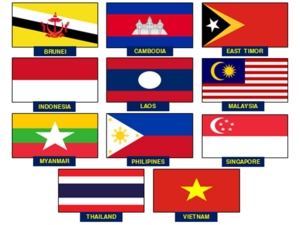 BRUNEI
CAMBODIA
EAST TIMOR
INDONESIA
LAOS
MALAYSIA
MYANMAR
PHILIPINES
SINGAPORE
THAILAND
VIETNAM